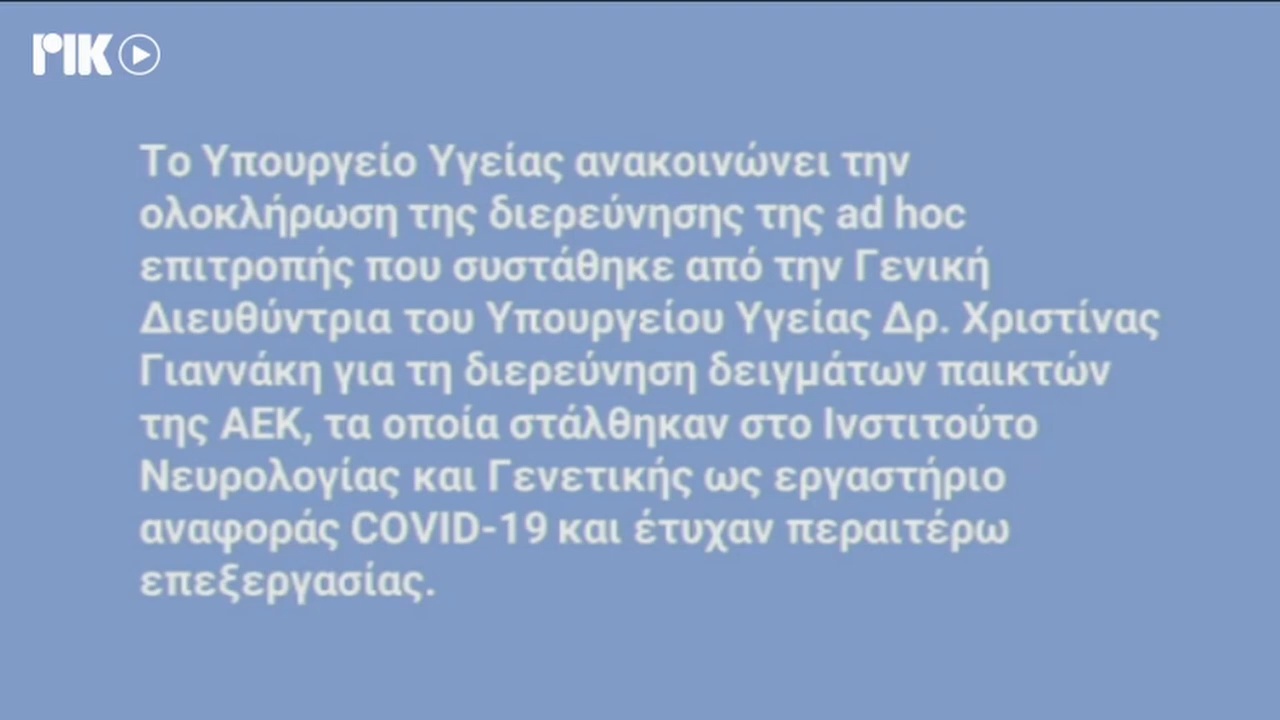 ΡΙΚ
Το Υπουργείο Υγείας ανακοινώνει την
ολοκλήρωση της διερεύνησης της ad hoc
επιτροπής που συστάθηκε από την Γενική
Διευθύντρια του Υπουργείου Υγείας Δρ. Χριστίνας
Γιαννάκη για τη διερεύνηση δειγμάτων παικτών
της ΑΕΚ, τα οποία στάλθηκαν στο Ινστιτούτο
Νευρολογίας και Γενετικής ως εργαστήριο
αναφοράς COVID-19 και έτυχαν περαιτέρω
επεξεργασίας.